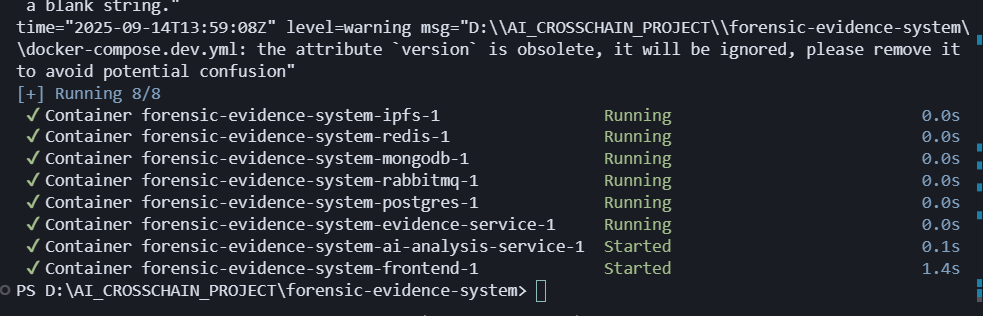 a blank string."
time="2025-09-14T13:59:08Z" level=warning msg="D:\\AI_CROSSCHAIN_PROJECT\\forensic-evidence-system\
\docker-compose.dev.yml: the attribute `version` is obsolete, it will be ignored, please remove it
to avoid potential confusion"
[+] Running 8/8
✓ Container forensic-evidence-system-ipfs-1 Running 0.0s
✓ Container forensic-evidence-system-redis-1 Running 0.0s
✓ Container forensic-evidence-system-mongodb-1 Running 0.0s
✓ Container forensic-evidence-system-rabbitmq-1 Running 0.0s
✓ Container forensic-evidence-system-postgres-1 Running 0.0s
✓ Container forensic-evidence-system-evidence-service-1 Running 0.0s
✓ Container forensic-evidence-system-ai-analysis-service-1 Started 0.1s
✓ Container forensic-evidence-system-frontend-1 Started 1.4s
PS D:\AI_CROSSCHAIN_PROJECT\forensic-evidence-system>